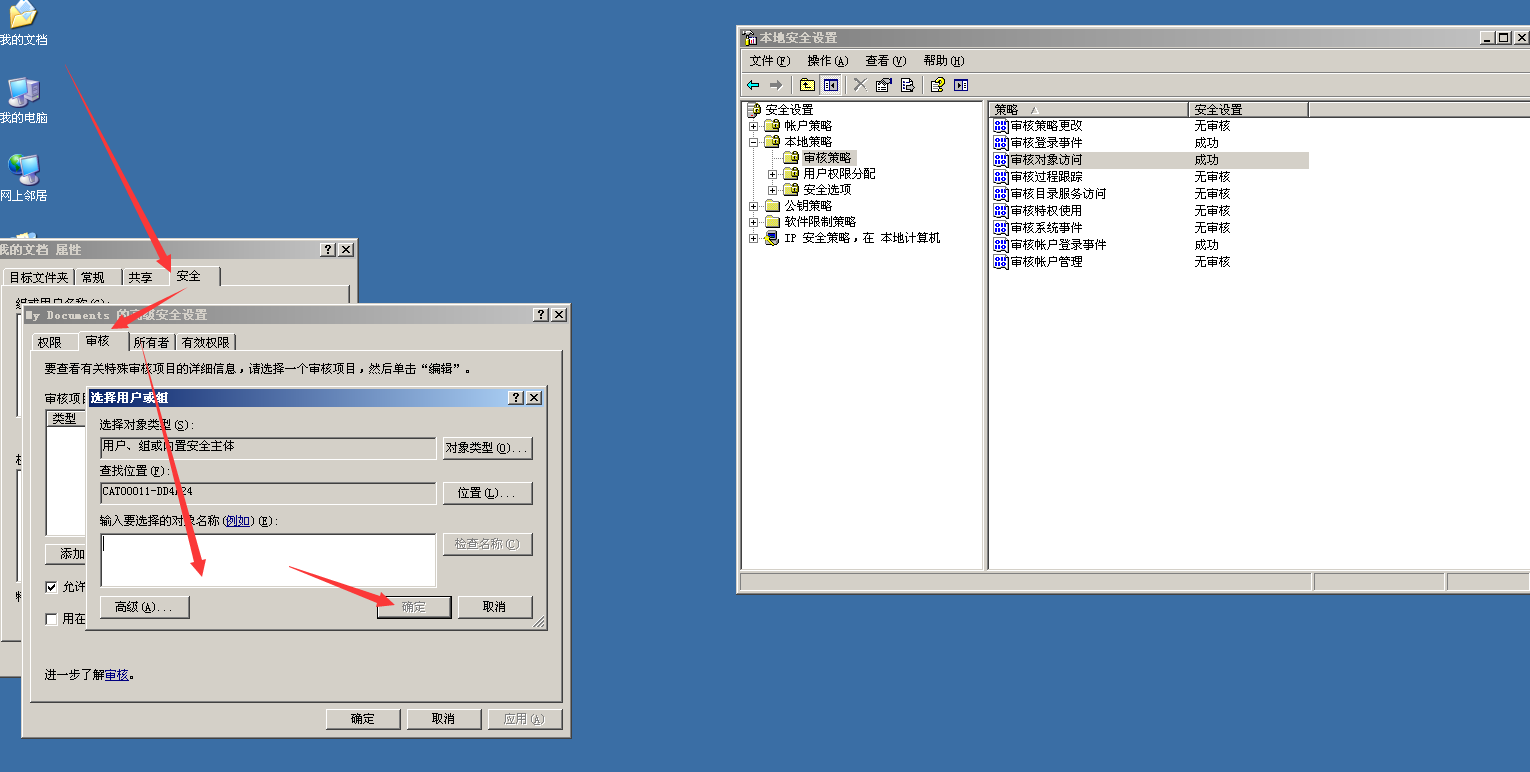 我的文档
我的电脑
网上邻居
我的文档 属性
目标文件夹 常规 共享 安全
My Documents 的高级安全设置
权限 审核 所有者 有效权限
要查看有关特殊审核项目的详细信息，请选择一个审核项目，然后单击“编辑”。
审核项目
类型
添加
允许
用在
选择用户或组
选择对象类型(S):
用户、组或内置安全主体
对象类型(O)...
查找位置(F):
CAT00011-DD4A24
位置(L)...
输入要选择的对象名称(例如)(E):
检查名称(C)
高级(A)...
确定
取消
进一步了解审核。
确定 取消 应用(A)
本地安全设置
文件(F) 操作(A) 查看(V) 帮助(H)
安全设置
帐户策略
本地策略
审核策略
用户权限分配
安全选项
公钥策略
软件限制策略
IP 安全策略，在 本地计算机
策略 安全设置
审核策略更改 无审核
审核登录事件 成功
审核对象访问 成功
审核过程跟踪 无审核
审核目录服务访问 无审核
审核特权使用 无审核
审核系统事件 无审核
审核帐户登录事件 成功
审核帐户管理 无审核